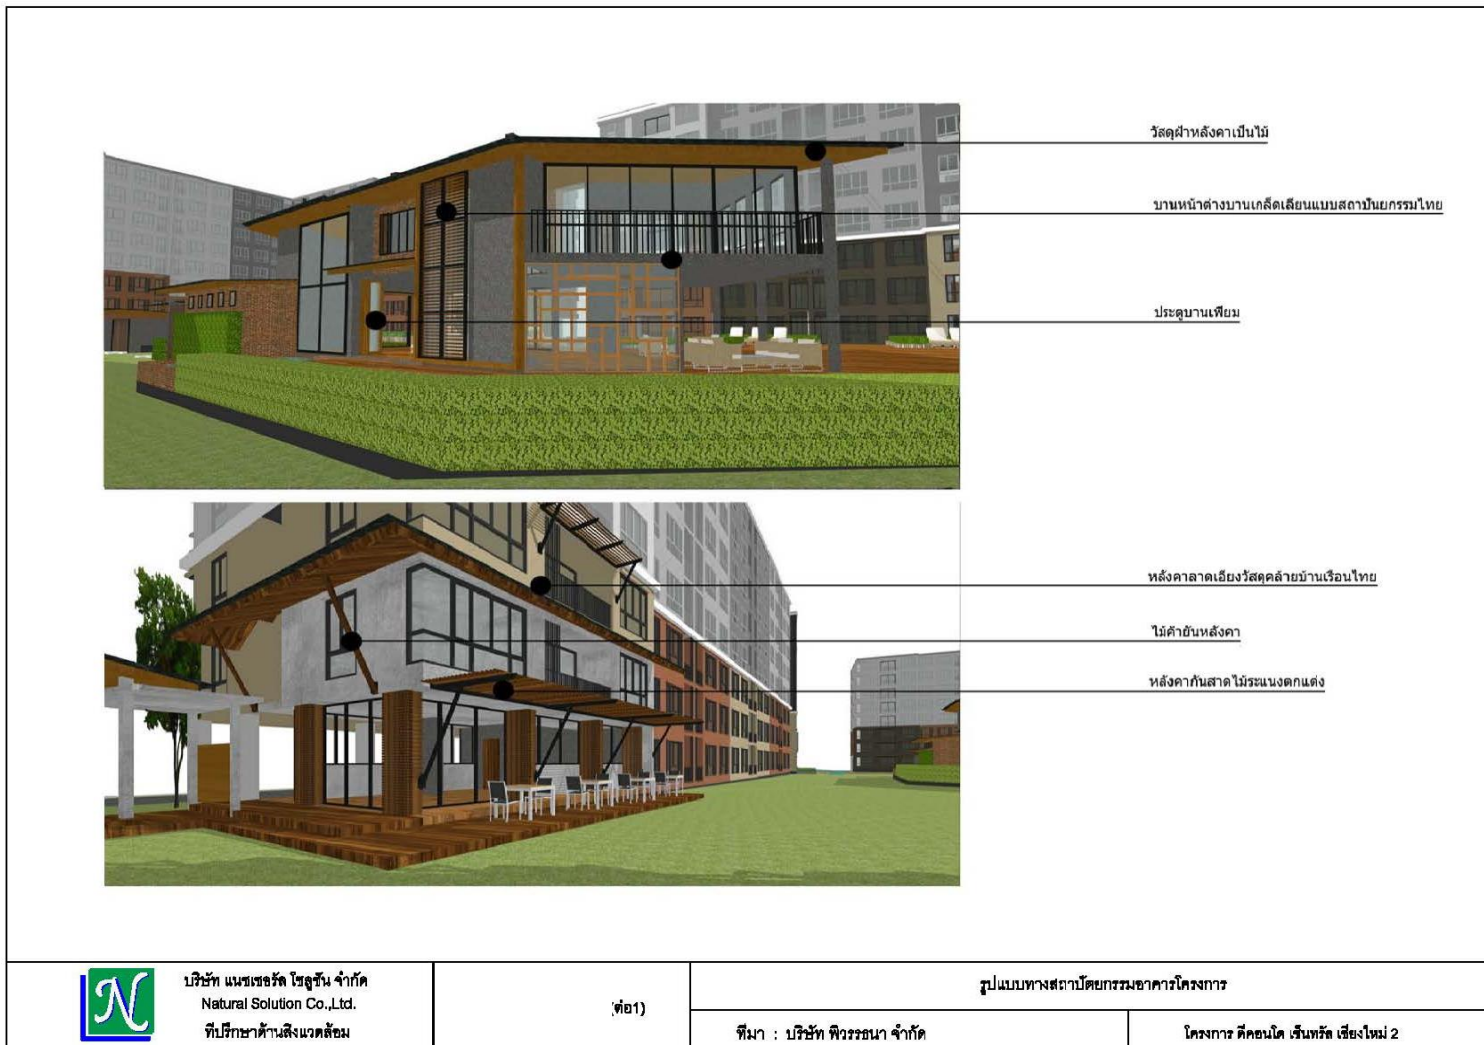 วัสดุฝ้าหลังคาเป็นไม้
บานหน้าต่างบานเกล็ดเลียนแบบสถาปันยกรรมไทย
ประตูบานเฟียม
หลังคาลาดเอียงวัสดุคล้ายบ้านเรือนไทย
ไม้ค้ำยันหลังคา
หลังคากันสาดไม้ระแนงตกแต่ง
N
บริษัท แนชเชอรัล โซลูชัน จำกัด
Natural Solution Co.,Ltd.
ที่ปรึกษาด้านสิ่งแวดล้อม
(ต่อ1)
รูปแบบทางสถาปัตยกรรมอาคารโครงการ
ที่มา : บริษัท พิวรรธนา จำกัด
โครงการ ดีคอนโด เซ็นทรัล เชียงใหม่ 2